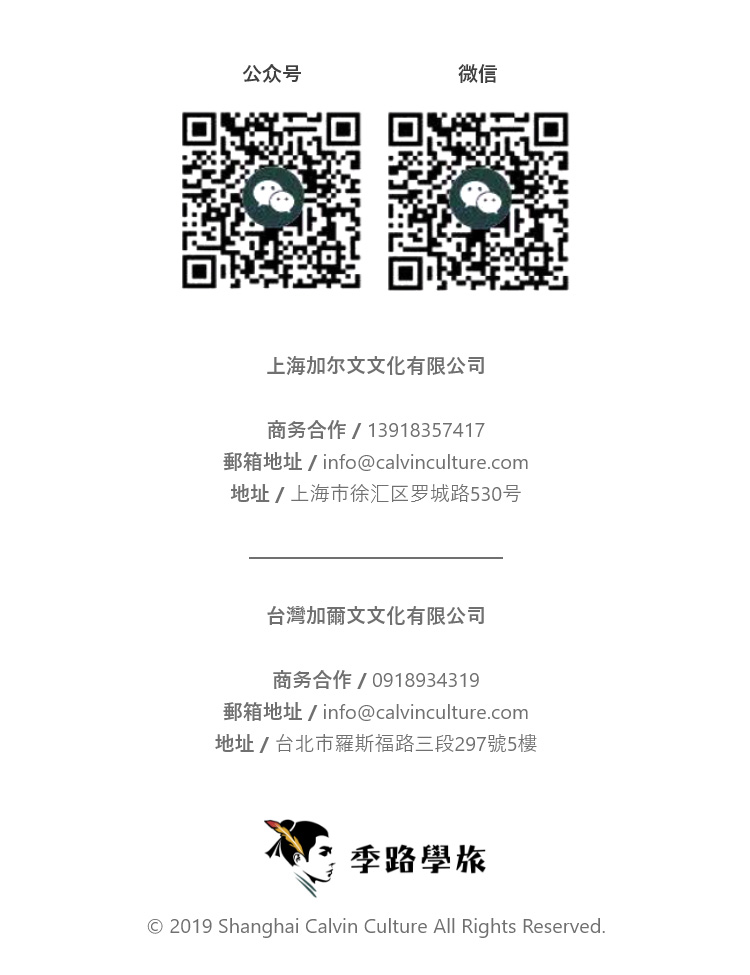 公众号 微信
上海加尔文文化有限公司
商务合作 / 13918357417
郵箱地址 / info@calvinculture.com
地址 / 上海市徐汇区罗城路530号
台灣加爾文文化有限公司
商务合作 / 0918934319
郵箱地址 / info@calvinculture.com
地址 / 台北市羅斯福路三段297號5樓
季路學旅
© 2019 Shanghai Calvin Culture All Rights Reserved.